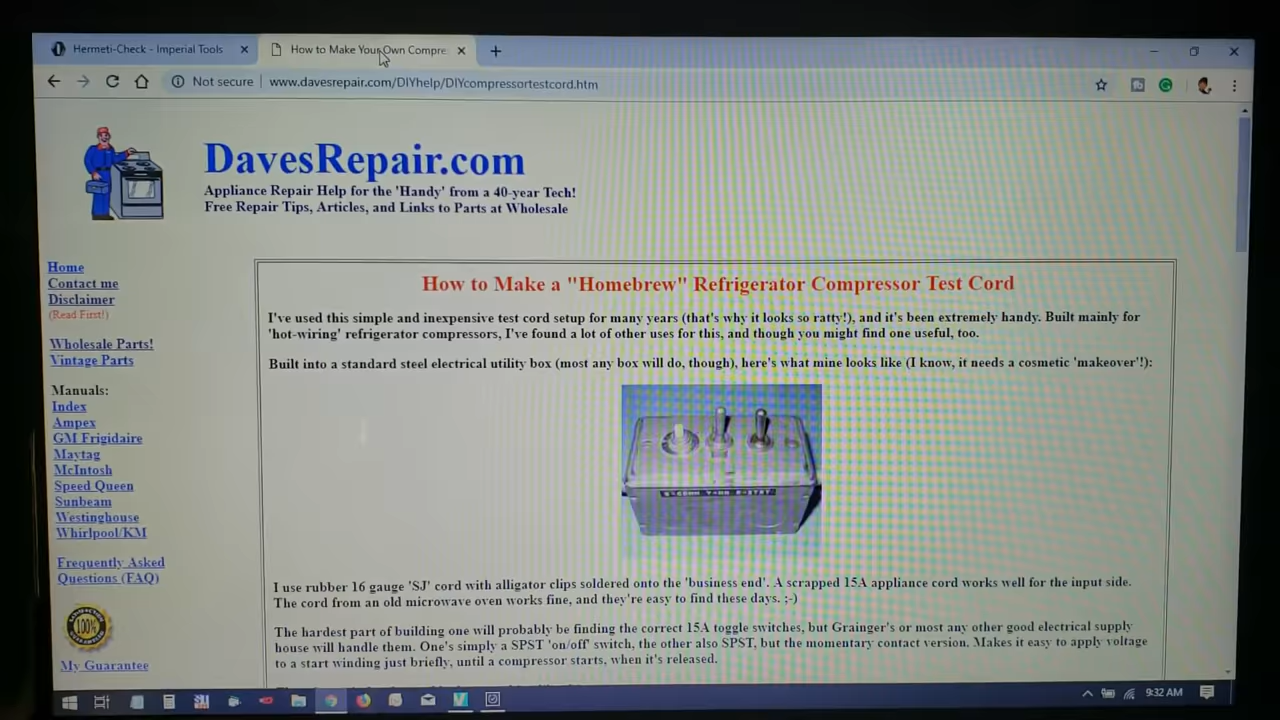 Hermeti-Check - Imperial Tools
How to Make Your Own Compre
Not secure
www.davesrepair.com/DIYhelp/DIYcompressortestcord.htm
DavesRepair.com
Appliance Repair Help for the 'Handy' from a 40-year Tech!
Free Repair Tips, Articles, and Links to Parts at Wholesale
Home
Contact me
Disclaimer
(Read First!)
Wholesale Parts!
Vintage Parts
Manuals:
Index
Ampex
GM Frigidaire
Maytag
McIntosh
Speed Queen
Sunbeam
Westinghouse
Whirlpool/KM
Frequently Asked
Questions (FAQ)
100%
My Guarantee
How to Make a "Homebrew" Refrigerator Compressor Test Cord
I've used this simple and inexpensive test cord setup for many years (that's why it looks so ratty!), and it's been extremely handy. Built mainly for
'hot-wiring' refrigerator compressors, I've found a lot of other uses for this, and though you might find one useful, too.
Built into a standard steel electrical utility box (most any box will do, though), here's what mine looks like (I know, it needs a cosmetic 'makeover'!):
I use rubber 16 gauge 'SJ' cord with alligator clips soldered onto the 'business end'. A scrapped 15A appliance cord works well for the input side.
The cord from an old microwave oven works fine, and they're easy to find these days. ;-)
The hardest part of building one will probably be finding the correct 15A toggle switches, but Grainger's or most any other good electrical supply
house will handle them. One's simply a SPST 'on/off' switch, the other also SPST, but the momentary contact version. Makes it easy to apply voltage
to a start winding just briefly, until a compressor starts, when it's released.
9:32 AM